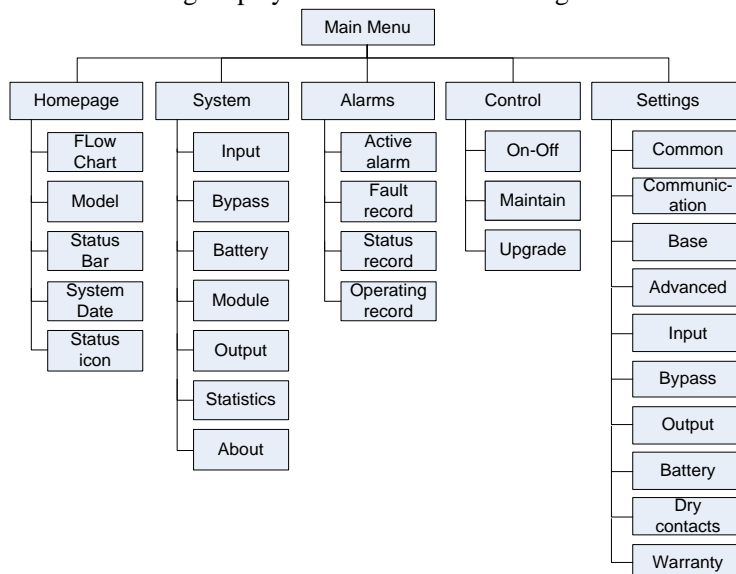 Main Menu
Homepage
System
Alarms
Control
Settings
FLow
Chart
Model
Status
Bar
System
Date
Status
icon
Input
Bypass
Battery
Module
Output
Statistics
About
Active
alarm
Fault
record
Status
record
Operating
record
On-Off
Maintain
Upgrade
Common
Communic-
ation
Base
Advanced
Input
Bypass
Output
Battery
Dry
contacts
Warranty